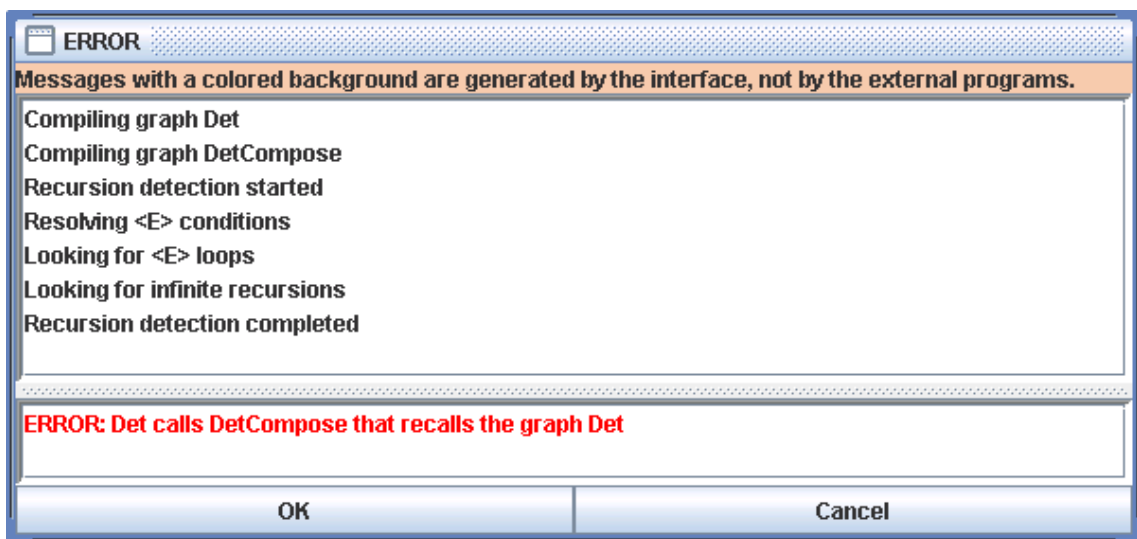 ERROR
Messages with a colored background are generated by the interface, not by the external programs.
Compiling graph Det
Compiling graph DetCompose
Recursion detection started
Resolving <E> conditions
Looking for <E> loops
Looking for infinite recursions
Recursion detection completed
ERROR: Det calls DetCompose that recalls the graph Det
OK
Cancel